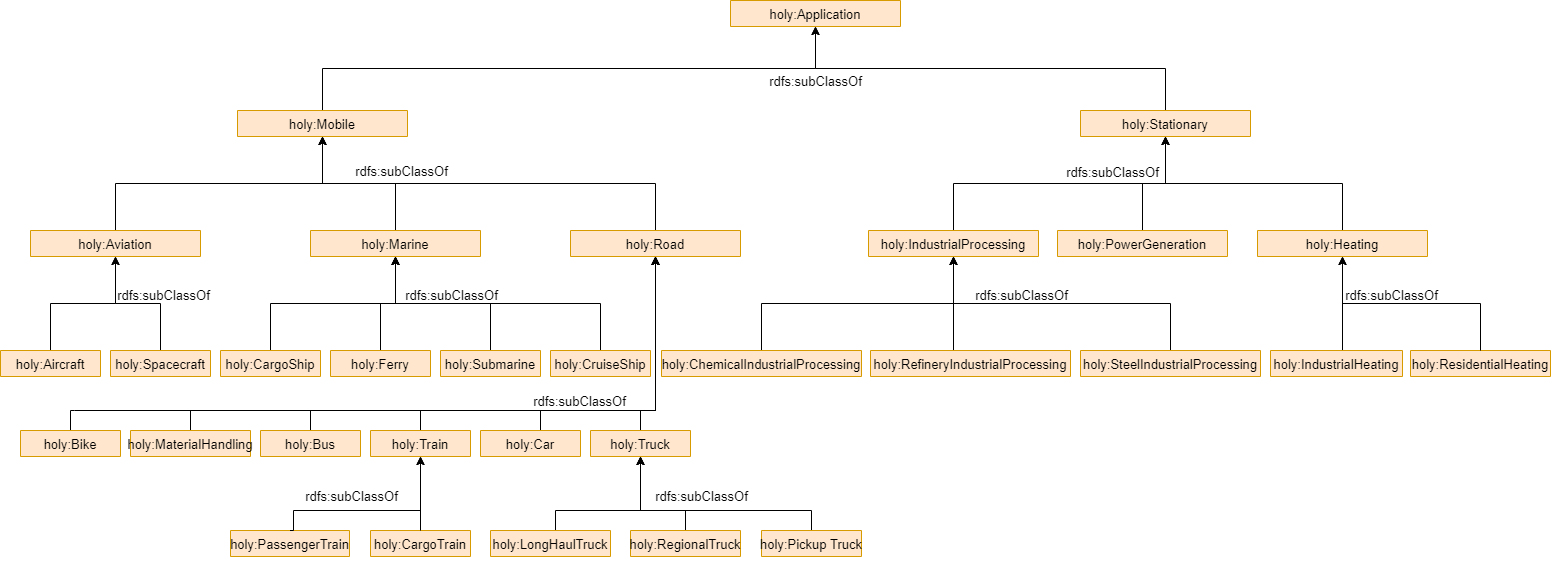 holy:Application
rdfs:subClassOf
holy:Mobile
holy:Stationary
rdfs:subClassOf
rdfs:subClassOf
holy:Aviation
holy:Marine
holy:Road
holy:IndustrialProcessing
holy:PowerGeneration
holy:Heating
rdfs:subClassOf
rdfs:subClassOf
rdfs:subClassOf
rdfs:subClassOf
holy:Aircraft
holy:Spacecraft
holy:CargoShip
holy:Ferry
holy:Submarine
holy:CruiseShip
holy:ChemicalIndustrialProcessing
holy:RefineryIndustrialProcessing
holy:SteelIndustrialProcessing
holy:IndustrialHeating
holy:ResidentialHeating
rdfs:subClassOf
holy:Bike
holy:MaterialHandling
holy:Bus
holy:Train
holy:Car
holy:Truck
rdfs:subClassOf
rdfs:subClassOf
holy:PassengerTrain
holy:CargoTrain
holy:LongHaulTruck
holy:RegionalTruck
holy:Pickup Truck